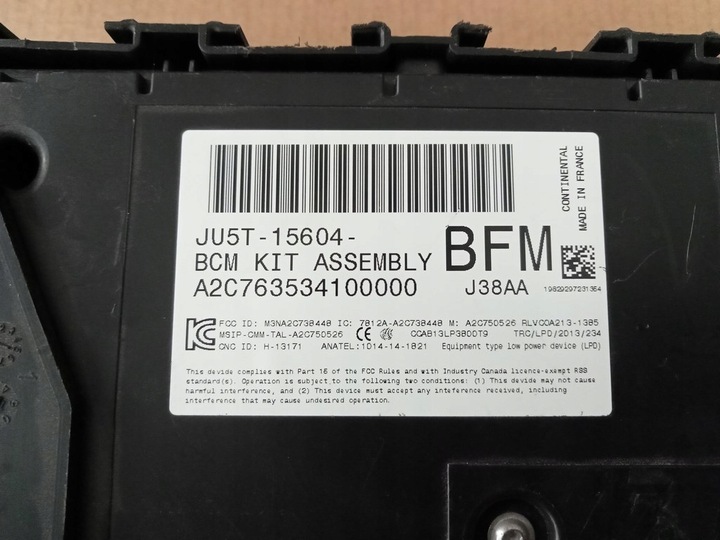 JU5T-15604-
BFM
BCM KIT ASSEMBLY
A2C763534100000
J38AA
CONTINENTAL
MADE IN FRANCE
19829297231354
FCC ID: M3NA2C738448 IC: 7812A-A2C738448 M: A2C750526 RLVCOA213-1385
MSIP-CMM-TAL-A2C750526 CE CCAB13LP3800T9 TRC/LPD/2013/234
CNC ID: H-13171 ANATEL:1014-14-1821 Equipment type low power device (LPD)
This device complies with Part 15 of the FCC Rules and with Industry Canada licence-exempt RSS
standard(s). Operation is subject to the following two conditions: (1) This device may not cause
harmful interference, and (2) This device must accept any interference received, including
interference that may cause undesired operation.